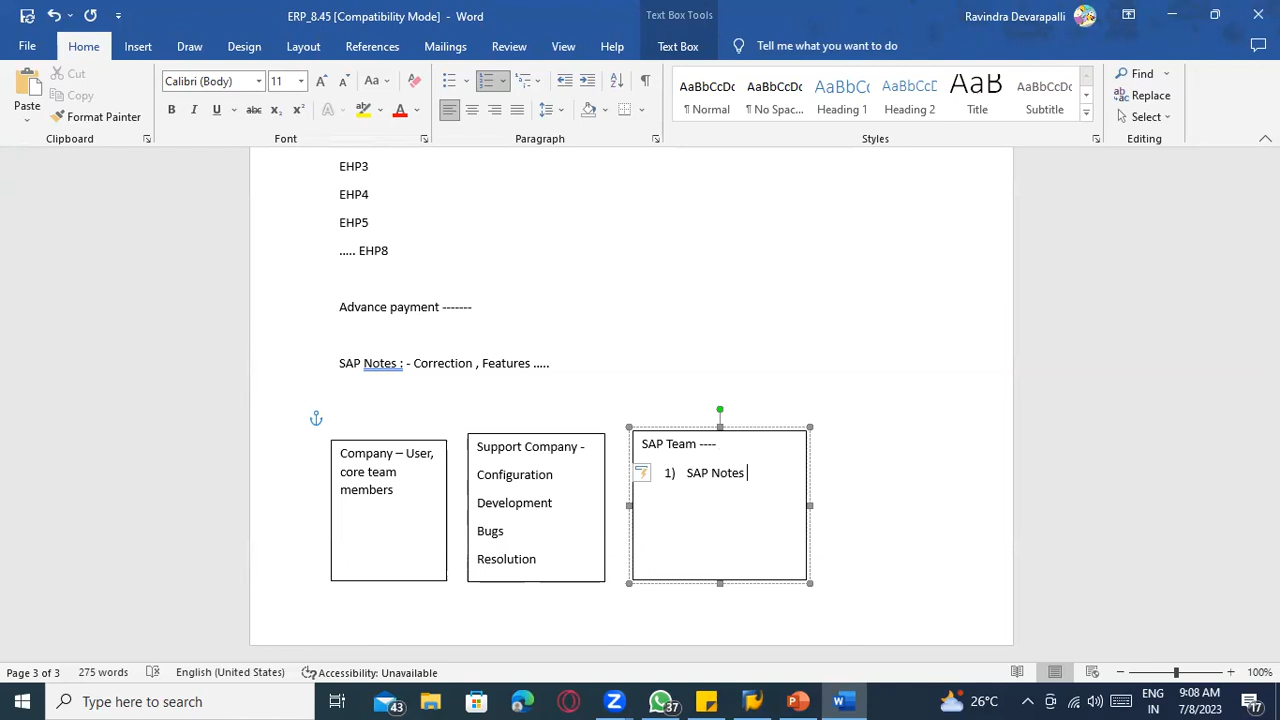 ERP_8.45 [Compatibility Mode] - Word
Text Box Tools
Ravindra Devarapalli
File Home Insert Draw Design Layout References Mailings Review View Help Text Box Tell me what you want to do
Paste
Cut
Copy
Format Painter
Clipboard
Calibri (Body) 11
Font
Paragraph
AaBbCcDc AaBbCcDc AaBbCc AaBbCcD AaB AaBbCcD
¶ Normal ¶ No Spac... Heading 1 Heading 2 Title Subtitle
Styles
Find
Replace
Select
Editing
EHP3
EHP4
EHP5
..... EHP8
Advance payment -------
SAP Notes : - Correction , Features .....
Company – User,
core team
members
Support Company -
Configuration
Development
Bugs
Resolution
SAP Team ----
1) SAP Notes
Page 3 of 3 275 words English (United States) Accessibility: Unavailable 100%
Type here to search
43
37
26°C
ENG
IN
9:08 AM
7/8/2023
17